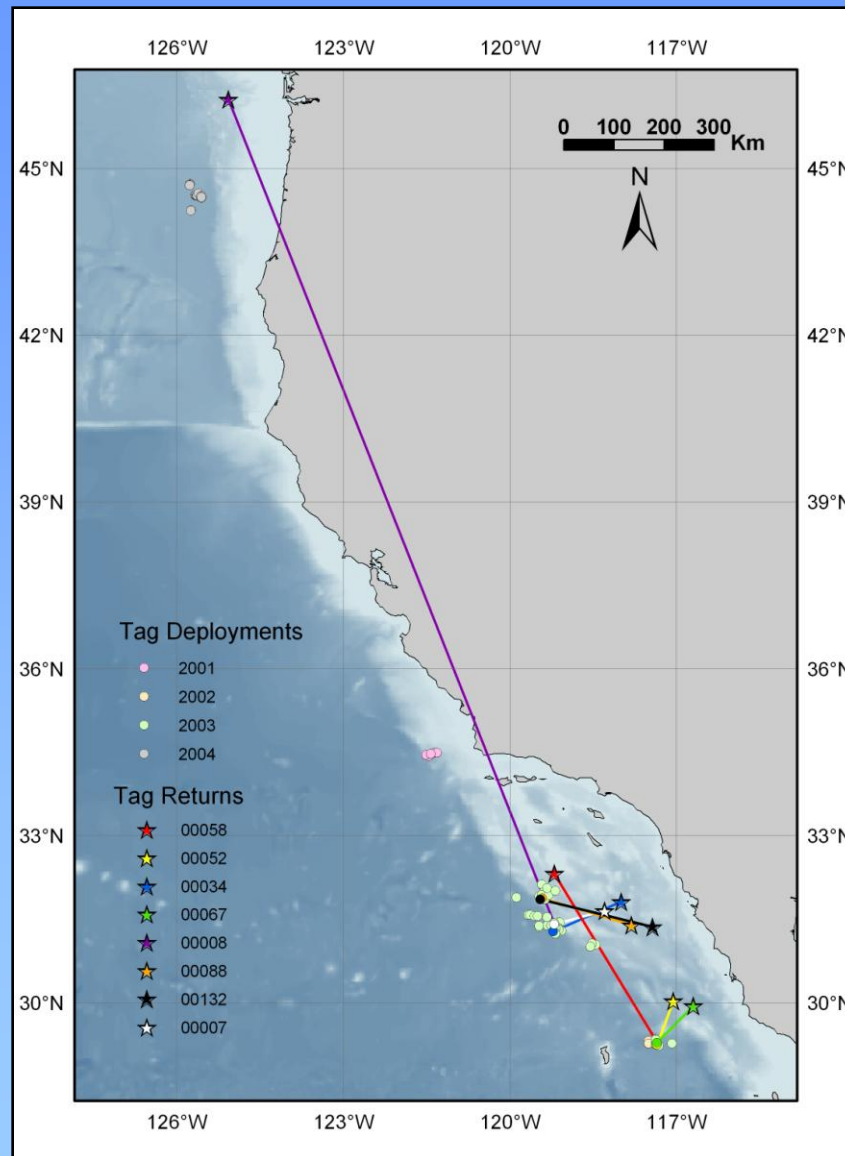 126°W 123°W 120°W 117°W
0 100 200 300 Km
N
45°N 45°N
42°N 42°N
39°N 39°N
36°N 36°N
33°N 33°N
30°N 30°N
Tag Deployments
2001
2002
2003
2004
Tag Returns
00058
00052
00034
00067
00008
00088
00132
00007
126°W 123°W 120°W 117°W